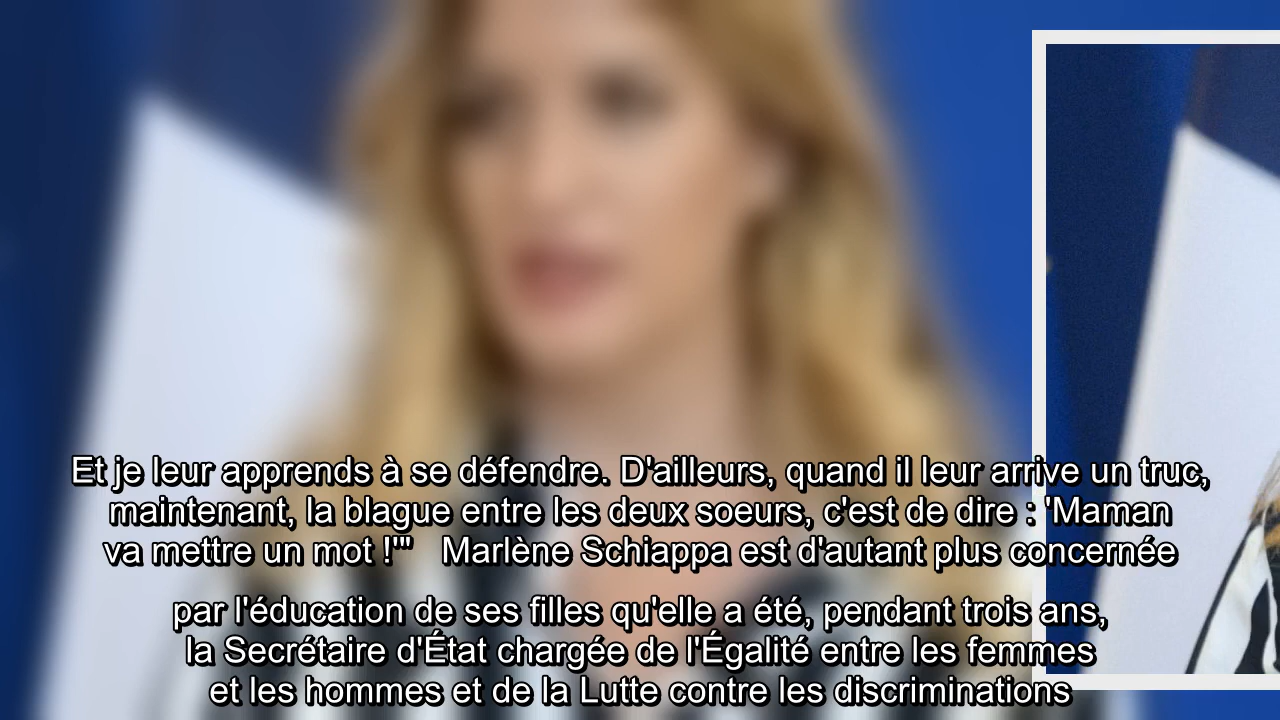 Et je leur apprends à se défendre. D'ailleurs, quand il leur arrive un truc,
maintenant, la blague entre les deux soeurs, c'est de dire : 'Maman
va mettre un mot !'"   Marlène Schiappa est d'autant plus concernée
par l'éducation de ses filles qu'elle a été, pendant trois ans,
la Secrétaire d'État chargée de l'Égalité entre les femmes
et les hommes et de la Lutte contre les discriminations